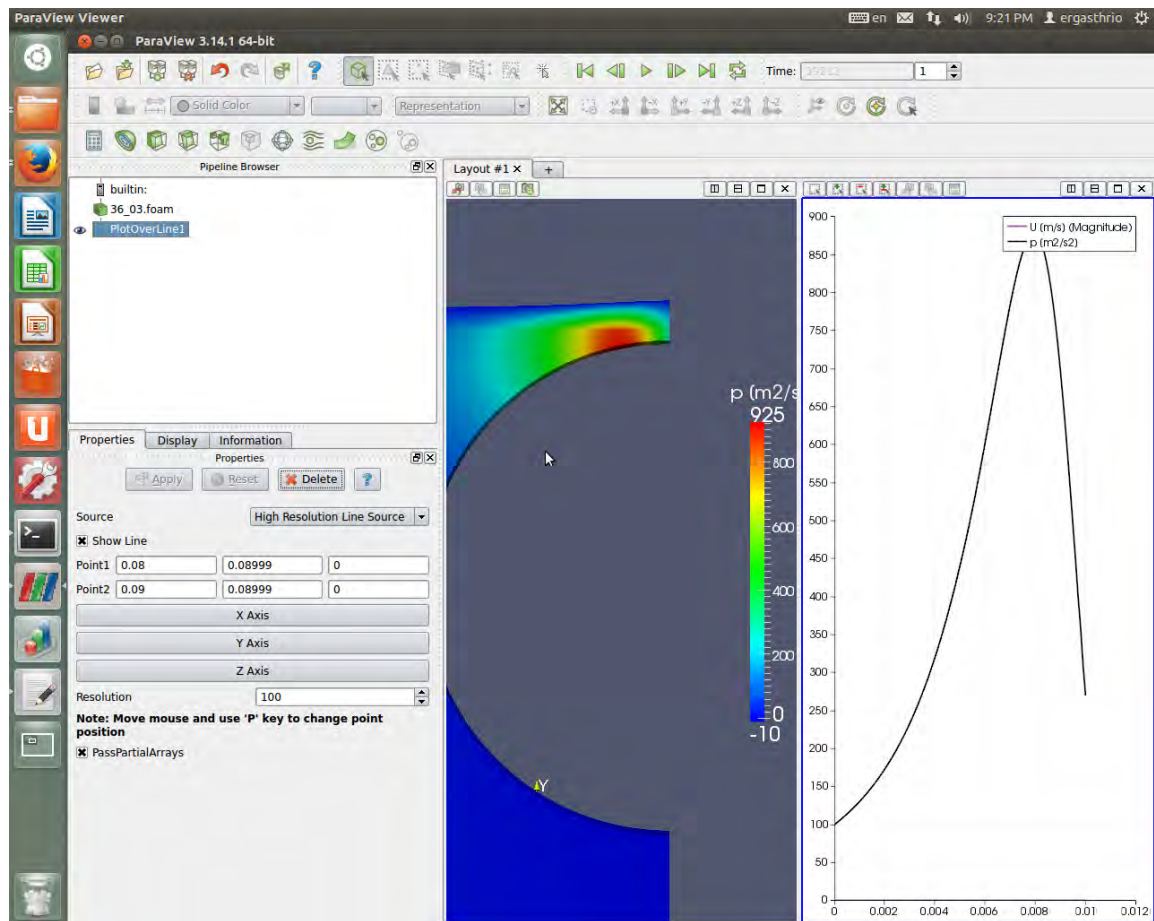 ParaView Viewer
en 9:21 PM ergasthrio
ParaView 3.14.1 64-bit
Time: 1
Solid Color Representation
Pipeline Browser
builtin:
36_03.foam
PlotOverLine1
Properties Display Information
Properties
Apply Reset Delete ?
Source High Resolution Line Source
Show Line
Point1 0.08 0.08999 0
Point2 0.09 0.08999 0
X Axis
Y Axis
Z Axis
Resolution 100
Note: Move mouse and use 'P' key to change point
position
PassPartialArrays
Layout #1 × +
p (m2/s
925
800
600
400
200
0
-10
Y
U (m/s) (Magnitude)
p (m2/s2)
900
850
800
750
700
650
600
550
500
450
400
350
300
250
200
150
100
50
0
0 0.002 0.004 0.006 0.008 0.01 0.012